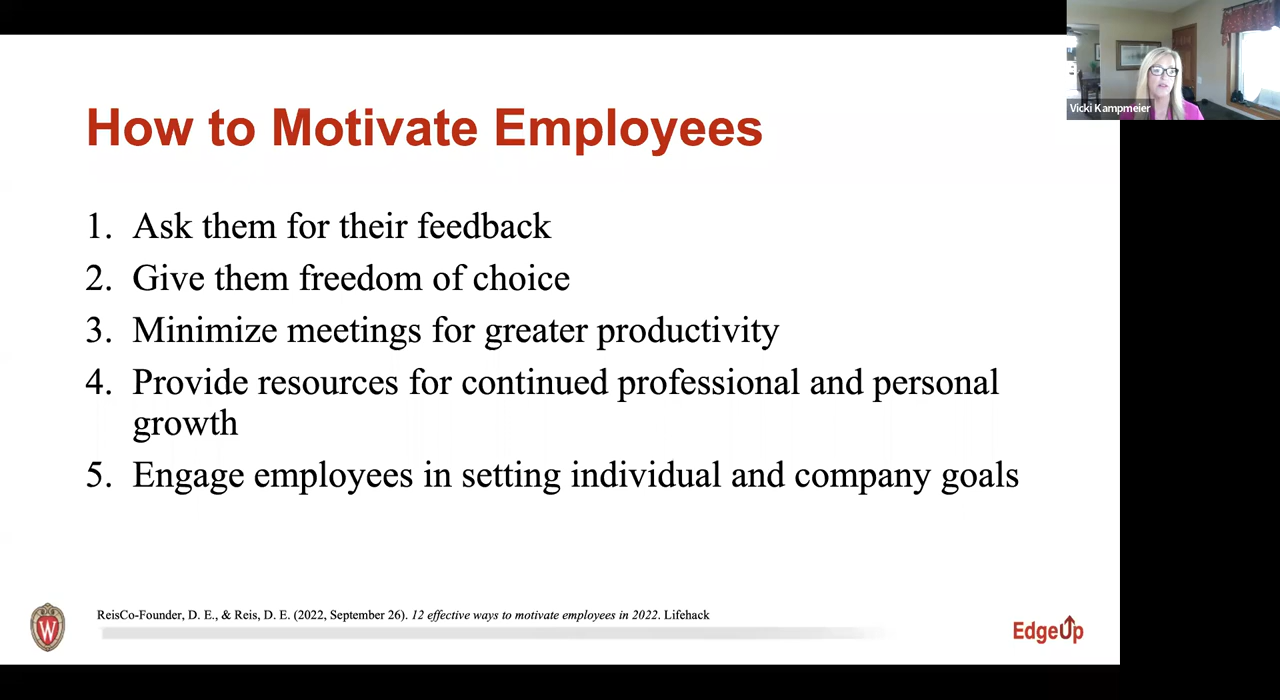 How to Motivate Employees
Vicki Kampmeier
1. Ask them for their feedback
2. Give them freedom of choice
3. Minimize meetings for greater productivity
4. Provide resources for continued professional and personal
growth
5. Engage employees in setting individual and company goals
W
ReisCo-Founder, D. E., & Reis, D. E. (2022, September 26). 12 effective ways to motivate employees in 2022. Lifehack
EdgeUp